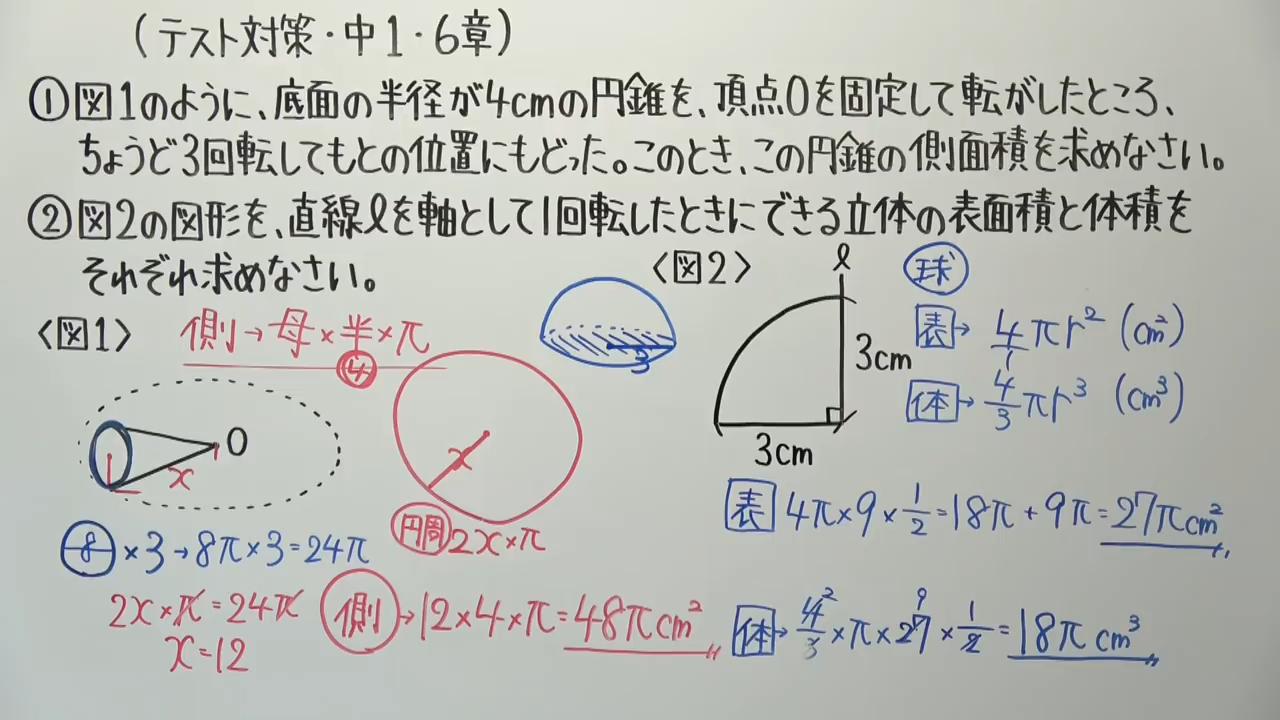 (テスト対策・中1・6章)
①図1のように、底面の半径が4cmの円錐を、頂点Oを固定して転がしたところ、
ちょうど3回転してもとの位置にもどった。このとき、この円錐の側面積を求めなさい。
②図2の図形を、直線ℓを軸として1回転したときにできる立体の表面積と体積を
それぞれ求めなさい。
〈図1〉
側→母×半×π
④
O
x
x
円周 2x×π
8×3→8π×3=24π
2x×π=24π
x=12
側→12×4×π=48πcm²
3
〈図2〉
ℓ
3cm
3cm
球
表→4πr² (cm²)
1
体→4/3πr³ (cm³)
表 4π×9×1/2=18π+9π=27πcm²
体→4/3×π×27×1/2=18πcm³
2
9